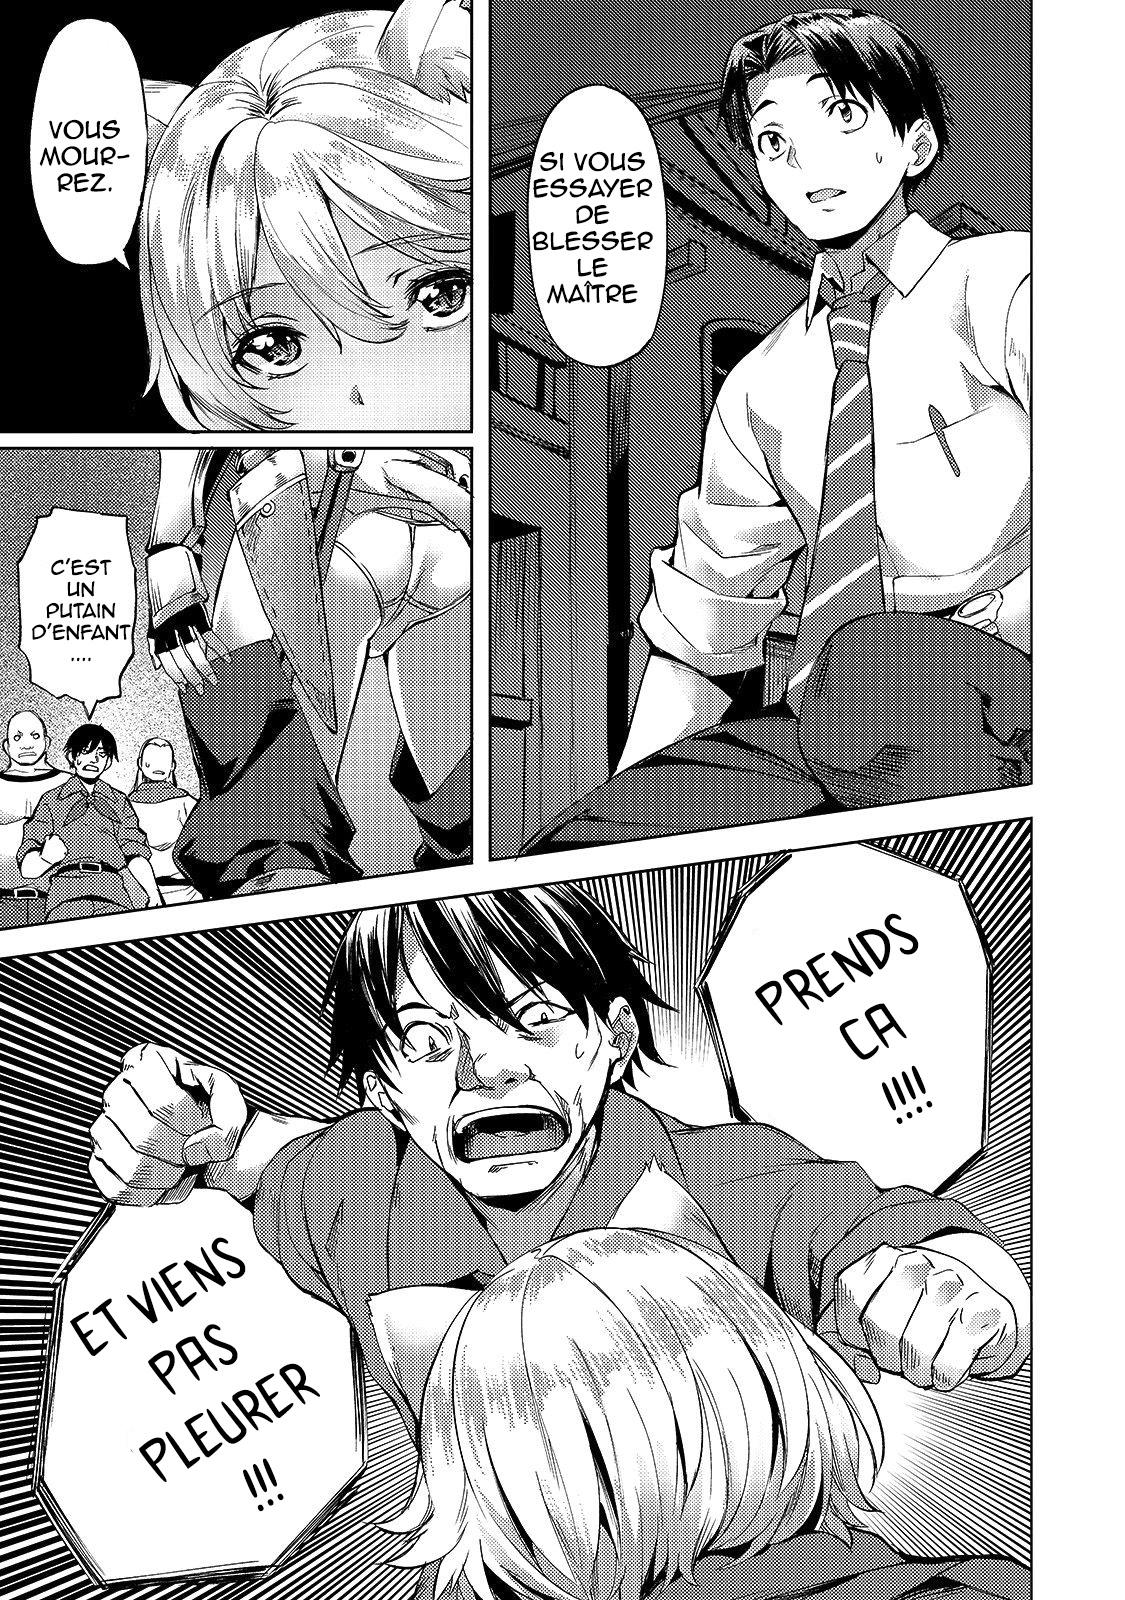 SI VOUS
ESSAYER
DE
BLESSER
LE
MAÎTRE
VOUS
MOUR-
REZ.
C'EST
UN
PUTAIN
D'ENFANT
....
PRENDS
CA
!!!!
ET VIENS
PAS
PLEURER
!!!